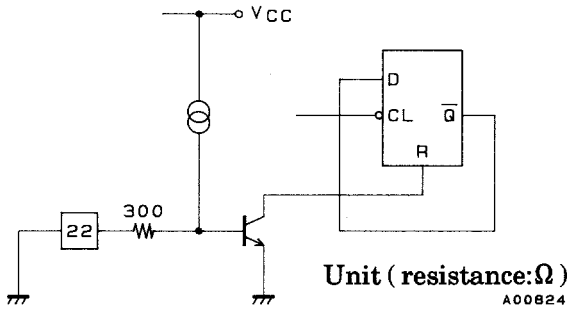 VCC
D
CL
Q̅
R
300
22
Unit ( resistance:Ω )
A00824